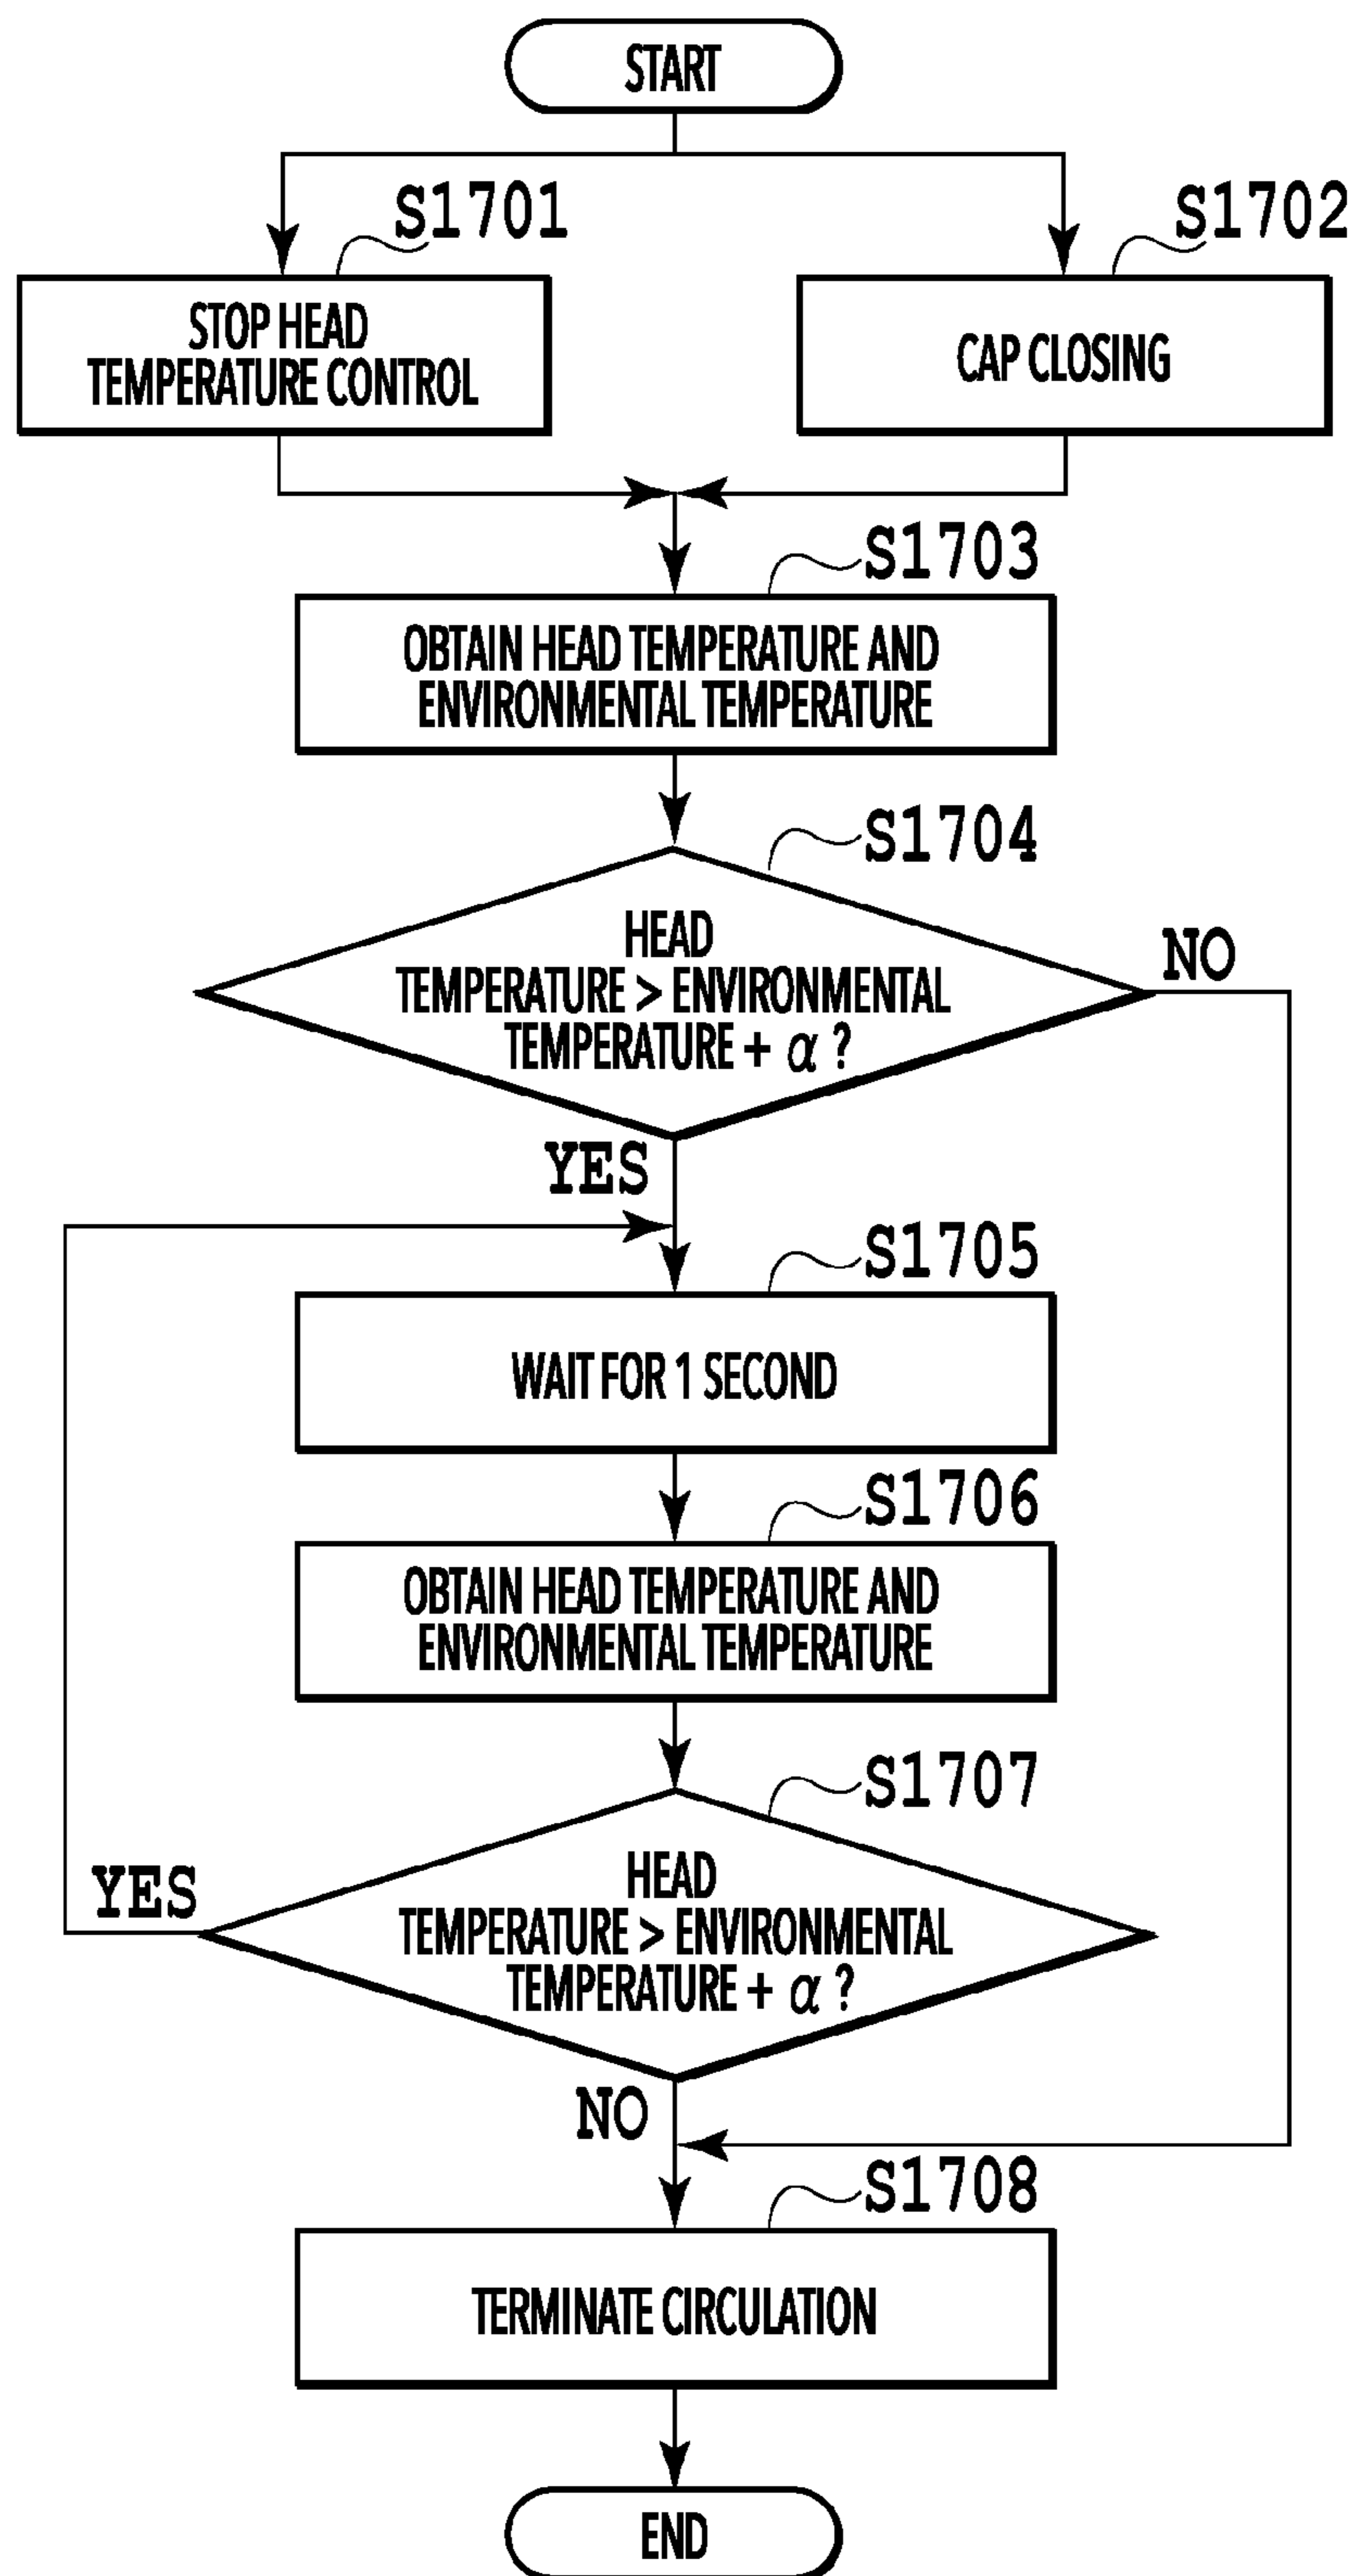 START
S1701
S1702
STOP HEAD
TEMPERATURE CONTROL
CAP CLOSING
S1703
OBTAIN HEAD TEMPERATURE AND
ENVIRONMENTAL TEMPERATURE
S1704
HEAD
TEMPERATURE > ENVIRONMENTAL
TEMPERATURE + α ?
NO
YES
S1705
WAIT FOR 1 SECOND
S1706
OBTAIN HEAD TEMPERATURE AND
ENVIRONMENTAL TEMPERATURE
S1707
HEAD
TEMPERATURE > ENVIRONMENTAL
TEMPERATURE + α ?
YES
NO
S1708
TERMINATE CIRCULATION
END